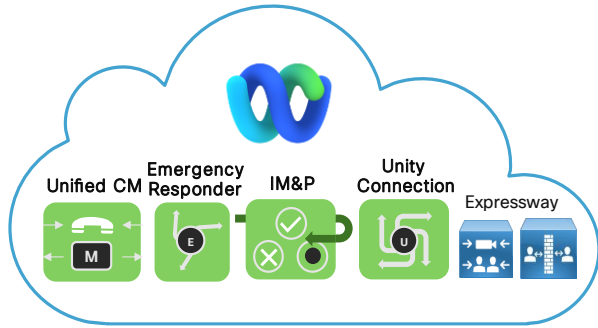 Unified CM
Emergency
Responder
IM&P
Unity
Connection
Expressway
M
E
U